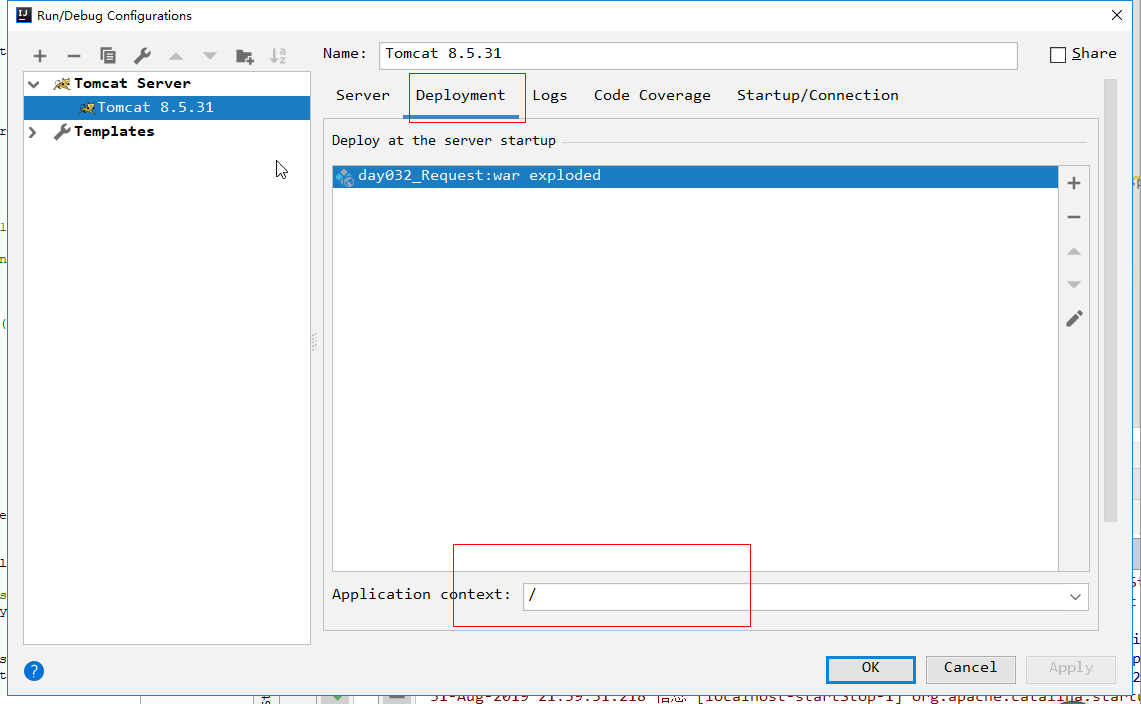 Run/Debug Configurations
Name: Tomcat 8.5.31 Share
Tomcat Server
Tomcat 8.5.31
Templates
Server Deployment Logs Code Coverage Startup/Connection
Deploy at the server startup
day032_Request:war exploded
Application context: /
? OK Cancel Apply
31-Aug-2019 21:59:51.218 信息 [localhost-startStop-1] org.apache.catalina.startu